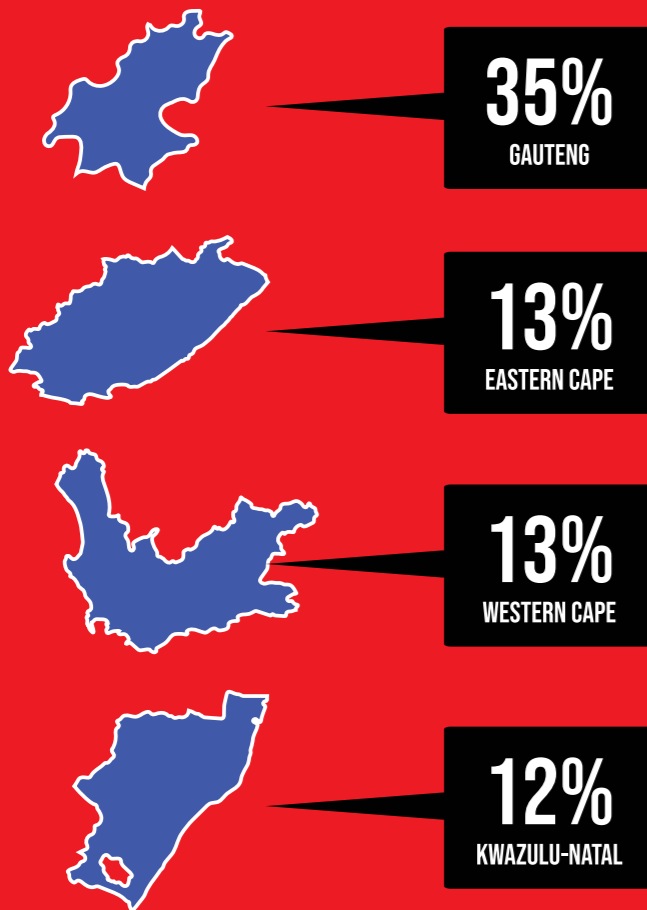 35%
GAUTENG
13%
EASTERN CAPE
13%
WESTERN CAPE
12%
KWAZULU-NATAL